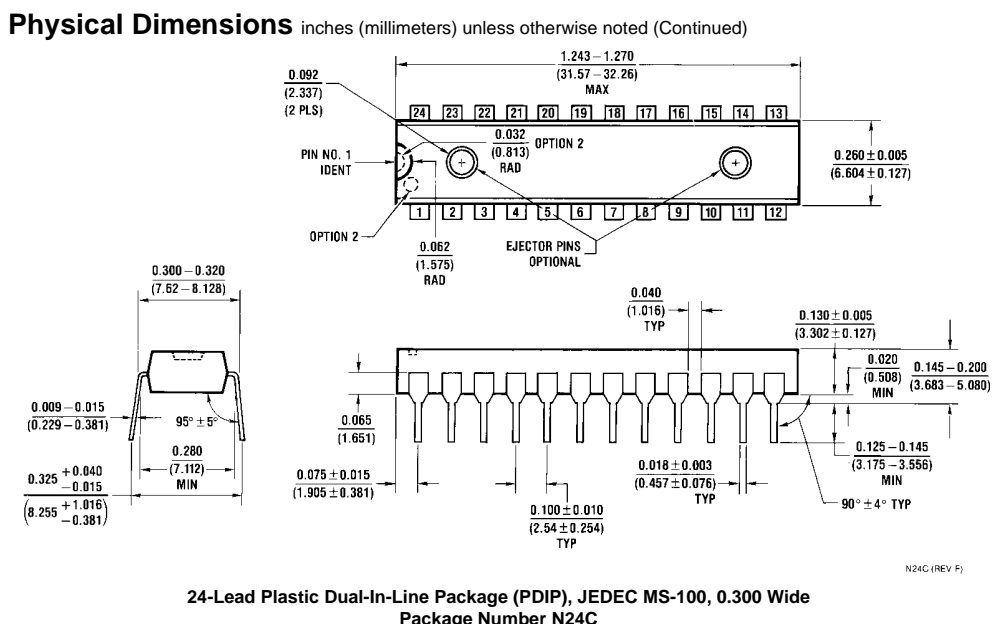 Physical Dimensions inches (millimeters) unless otherwise noted (Continued)
1.243 – 1.270
(31.57 – 32.26)
MAX
0.092
(2.337)
(2 PLS)
24 23 22 21 20 19 18 17 16 15 14 13
0.032
(0.813)
RAD
OPTION 2
PIN NO. 1
IDENT
0.260 ± 0.005
(6.604 ± 0.127)
1 2 3 4 5 6 7 8 9 10 11 12
OPTION 2
0.062
(1.575)
RAD
EJECTOR PINS
OPTIONAL
0.300 – 0.320
(7.62 – 8.128)
0.040
(1.016)
TYP
0.130 ± 0.005
(3.302 ± 0.127)
0.020
(0.508)
MIN
0.145 – 0.200
(3.683 – 5.080)
0.009 – 0.015
(0.229 – 0.381)
95° ± 5°
0.065
(1.651)
0.280
(7.112)
MIN
0.125 – 0.145
(3.175 – 3.556)
MIN
0.325 + 0.040
– 0.015
(8.255 + 1.016
– 0.381)
0.075 ± 0.015
(1.905 ± 0.381)
0.018 ± 0.003
(0.457 ± 0.076)
TYP
0.100 ± 0.010
(2.54 ± 0.254)
TYP
90° ± 4° TYP
N24C (REV F)
24-Lead Plastic Dual-In-Line Package (PDIP), JEDEC MS-100, 0.300 Wide
Package Number N24C